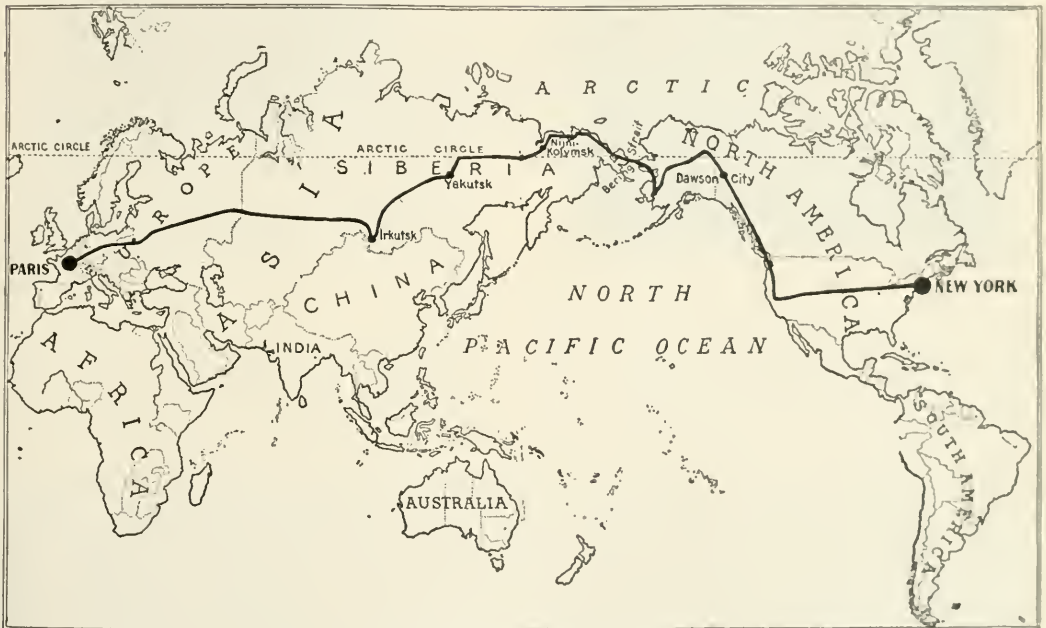 ARCTIC
ARCTIC CIRCLE
EUROPE
ASIA
ARCTIC CIRCLE
SIBERIA
Nijni-
Kolymsk
Yakutsk
Irkutsk
Bering Strait
NORTH AMERICA
Dawson City
PARIS
NEW YORK
CHINA
NORTH
PACIFIC OCEAN
INDIA
AFRICA
AUSTRALIA
SOUTH AMERICA